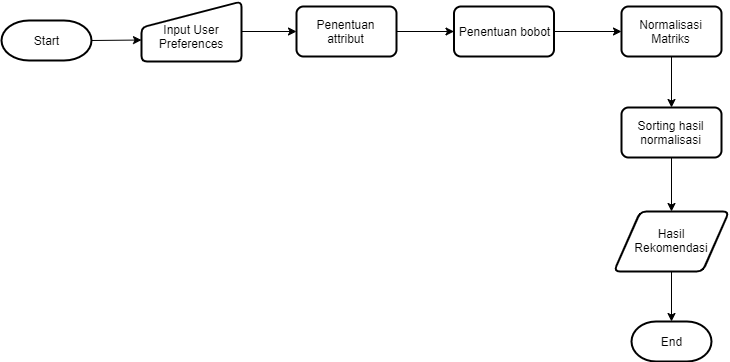 Start
Input User
Preferences
Penentuan
attribut
Penentuan bobot
Normalisasi
Matriks
Sorting hasil
normalisasi
Hasil
Rekomendasi
End